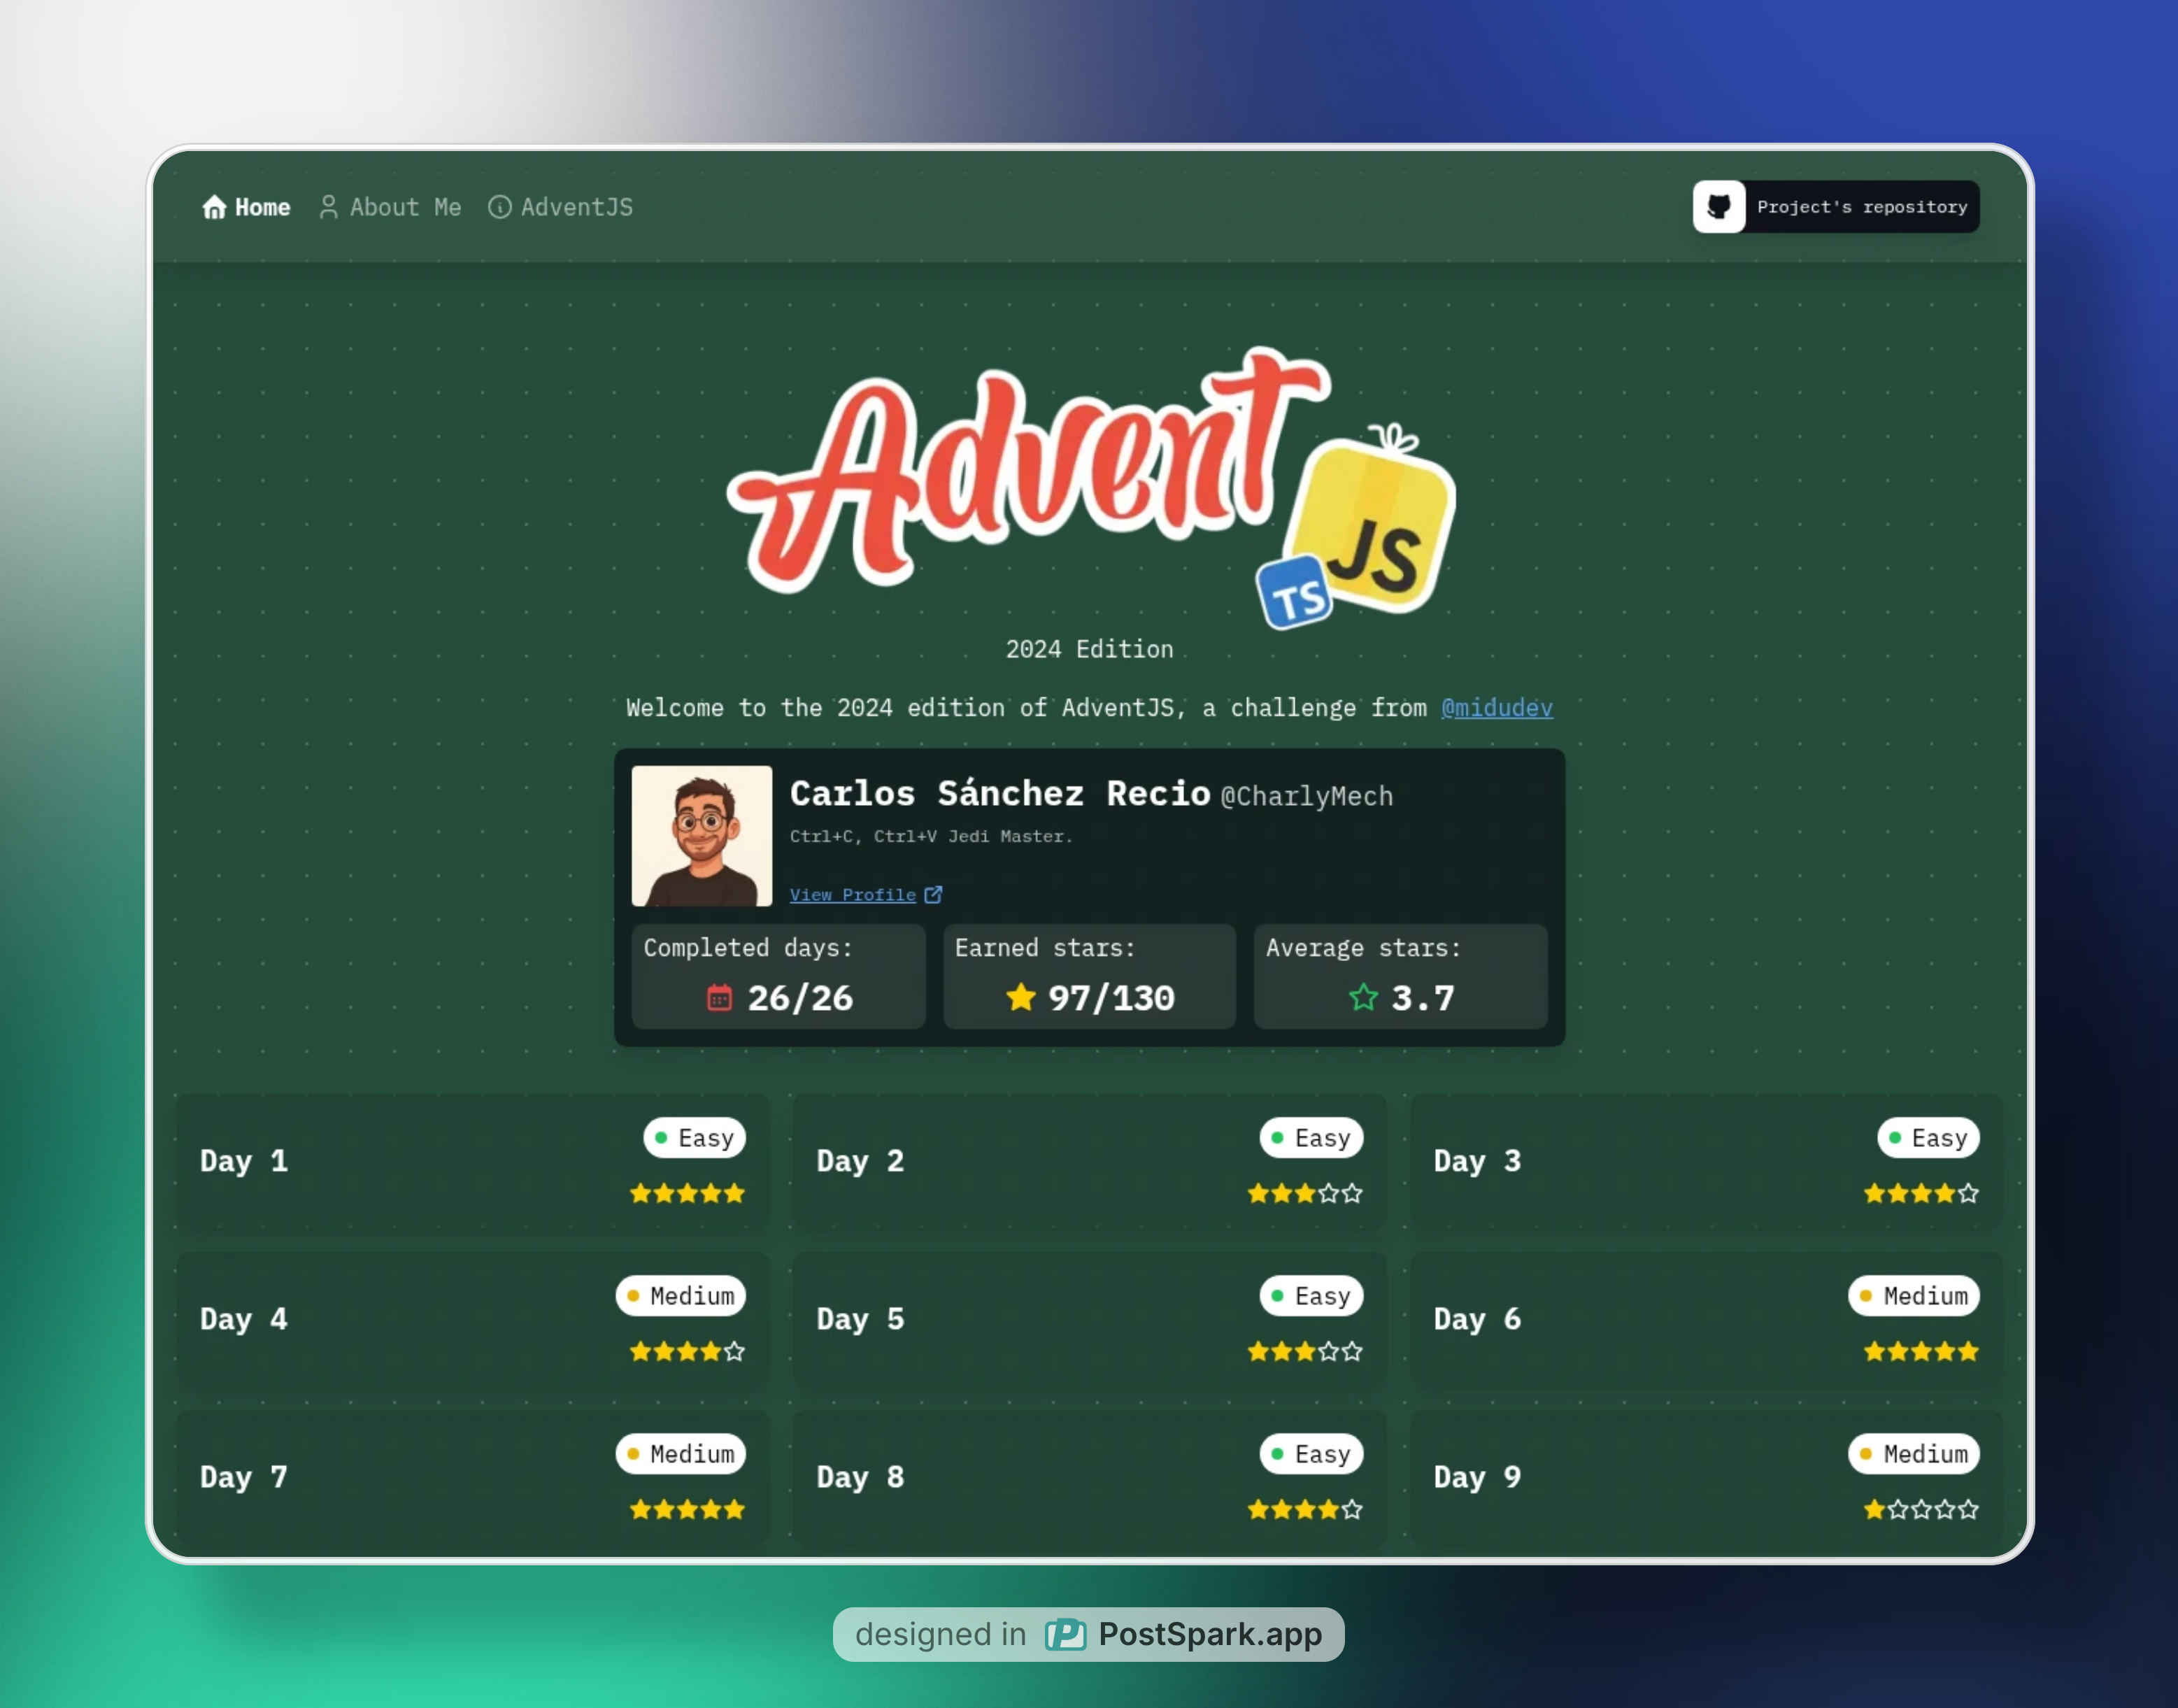 Home About Me AdventJS Project's repository
Advent
JS
TS
2024 Edition
Welcome to the 2024 edition of AdventJS, a challenge from @midudev
Carlos Sánchez Recio @CharlyMech
Ctrl+C, Ctrl+V Jedi Master.
View Profile
Completed days: Earned stars: Average stars:
26/26 97/130 3.7
Easy Easy Easy
Day 1 Day 2 Day 3
Medium Easy Medium
Day 4 Day 5 Day 6
Medium Easy Medium
Day 7 Day 8 Day 9
designed in PostSpark.app